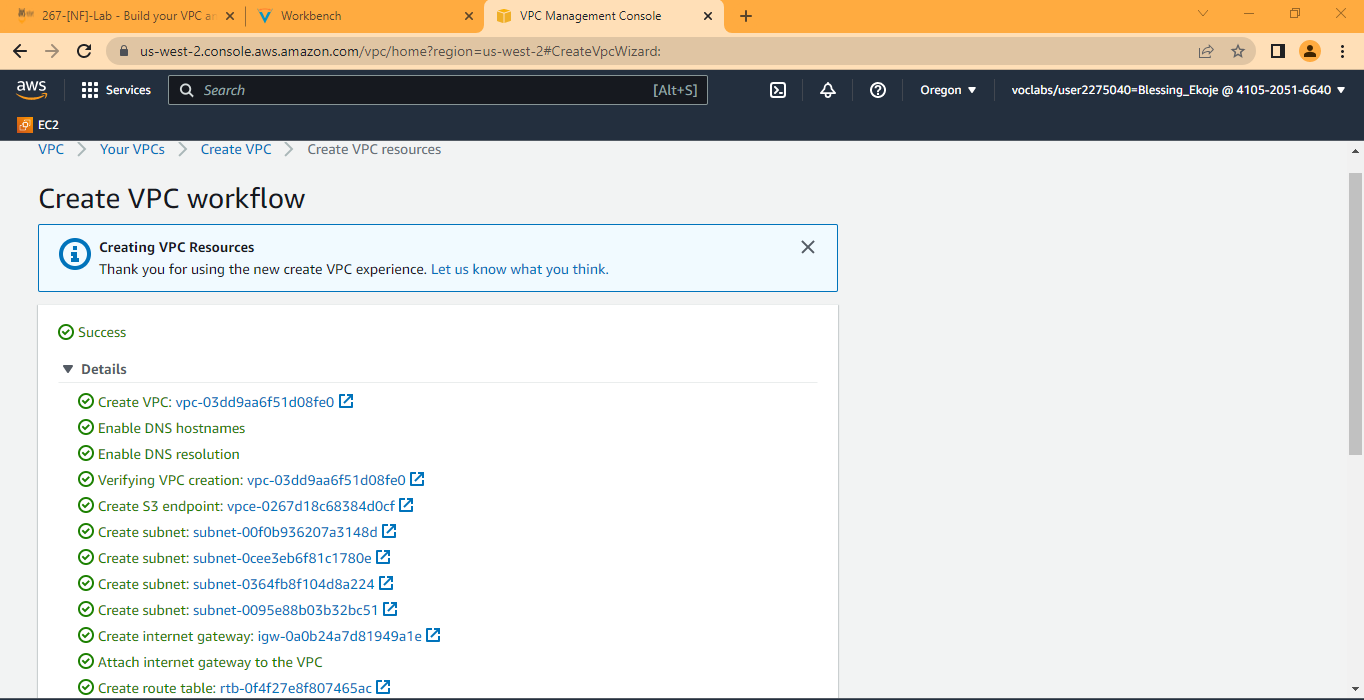 267-[NF]-Lab - Build your VPC an
Workbench
VPC Management Console
us-west-2.console.aws.amazon.com/vpc/home?region=us-west-2#CreateVpcWizard:
aws
Services
Search
[Alt+S]
Oregon
voclabs/user2275040=Blessing_Ekoje @ 4105-2051-6640
EC2
VPC
Your VPCs
Create VPC
Create VPC resources
Create VPC workflow
Creating VPC Resources
Thank you for using the new create VPC experience. Let us know what you think.
Success
Details
Create VPC: vpc-03dd9aa6f51d08fe0
Enable DNS hostnames
Enable DNS resolution
Verifying VPC creation: vpc-03dd9aa6f51d08fe0
Create S3 endpoint: vpce-0267d18c68384d0cf
Create subnet: subnet-00f0b936207a3148d
Create subnet: subnet-0cee3eb6f81c1780e
Create subnet: subnet-0364fb8f104d8a224
Create subnet: subnet-0095e88b03b32bc51
Create internet gateway: igw-0a0b24a7d81949a1e
Attach internet gateway to the VPC
Create route table: rtb-0f4f27e8f807465ac